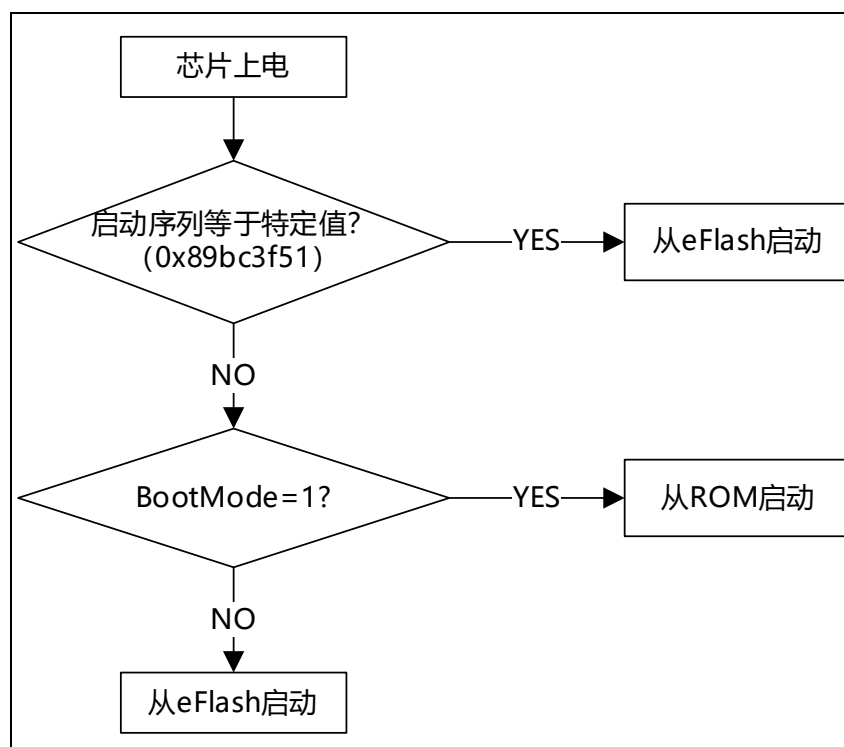 芯片上电
启动序列等于特定值?
(0x89bc3f51)
YES
从eFlash启动
NO
BootMode=1?
YES
从ROM启动
NO
从eFlash启动